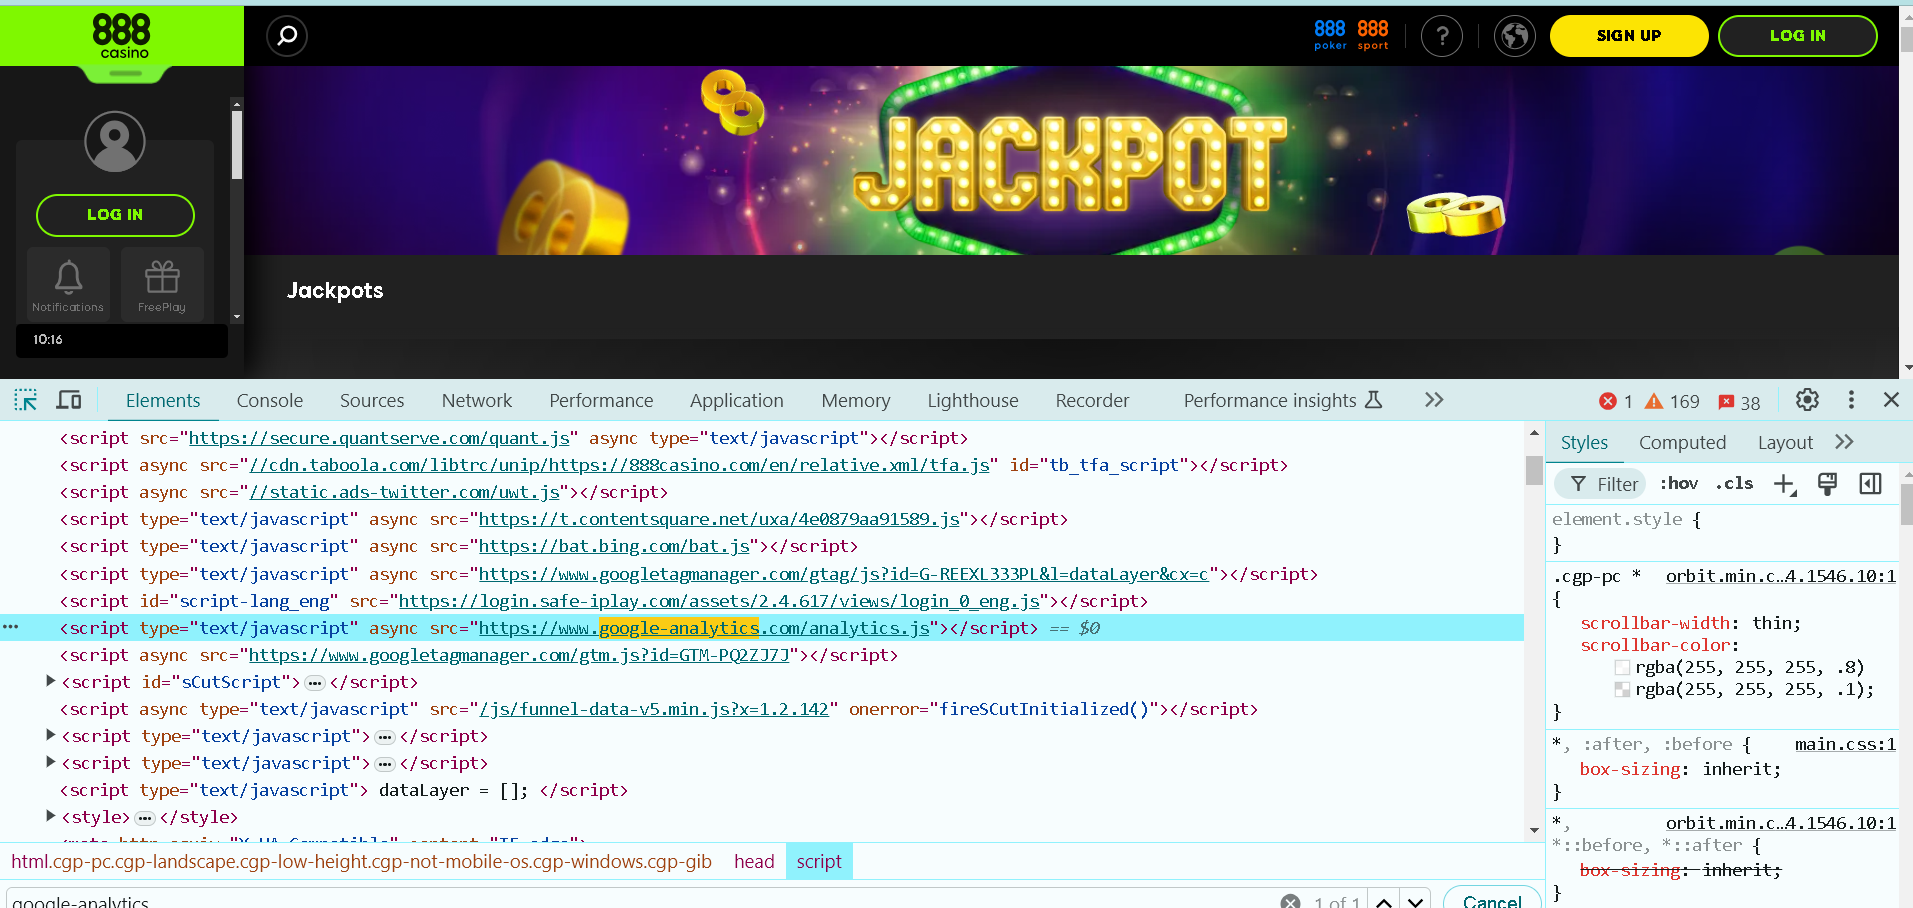 888
casino
888 888
poker sport
?
SIGN UP
LOG IN
JACKPOT
LOG IN
Notifications
FreePlay
10:16
Jackpots
Elements Console Sources Network Performance Application Memory Lighthouse Recorder Performance insights
1 169 38
<script src="https://secure.quantserve.com/quant.js" async type="text/javascript"></script>
<script async src="//cdn.taboola.com/libtrc/unip/https://888casino.com/en/relative.xml/tfa.js" id="tb_tfa_script"></script>
<script async src="//static.ads-twitter.com/uwt.js"></script>
<script type="text/javascript" async src="https://t.contentsquare.net/uxa/4e0879aa91589.js"></script>
<script type="text/javascript" async src="https://bat.bing.com/bat.js"></script>
<script type="text/javascript" async src="https://www.googletagmanager.com/gtag/js?id=G-REEXL333PL&l=dataLayer&cx=c"></script>
<script id="script-lang_eng" src="https://login.safe-iplay.com/assets/2.4.617/views/login_0_eng.js"></script>
<script type="text/javascript" async src="https://www.google-analytics.com/analytics.js"></script> == $0
<script async src="https://www.googletagmanager.com/gtm.js?id=GTM-PQ2ZJ7J"></script>
<script id="sCutScript">…</script>
<script async type="text/javascript" src="/js/funnel-data-v5.min.js?x=1.2.142" onerror="fireSCutInitialized()"></script>
<script type="text/javascript">…</script>
<script type="text/javascript">…</script>
<script type="text/javascript"> dataLayer = []; </script>
<style>…</style>
html.cgp-pc.cgp-landscape.cgp-low-height.cgp-not-mobile-os.cgp-windows.cgp-gib head script
google-analytics
1 of 1
Cancel
Styles Computed Layout
Filter :hov .cls
element.style {
}
.cgp-pc * orbit.min.c…4.1546.10:1
{
scrollbar-width: thin;
scrollbar-color:
rgba(255, 255, 255, .8)
rgba(255, 255, 255, .1);
}
*, :after, :before { main.css:1
box-sizing: inherit;
}
*, orbit.min.c…4.1546.10:1
*::before, *::after {
box-sizing: inherit;
}